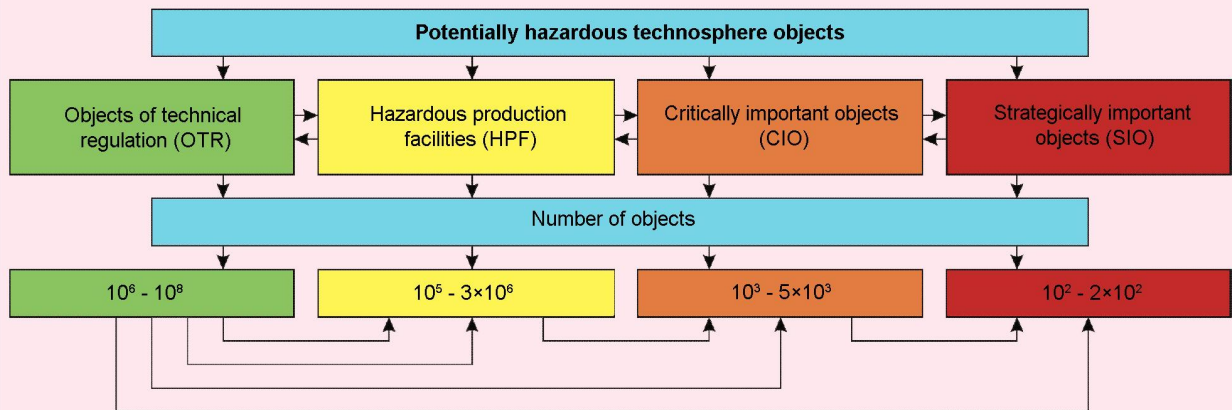 Potentially hazardous technosphere objects
Objects of technical
regulation (OTR)
Hazardous production
facilities (HPF)
Critically important objects
(CIO)
Strategically important
objects (SIO)
Number of objects
10⁶ - 10⁸
10⁵ - 3×10⁶
10³ - 5×10³
10² - 2×10²